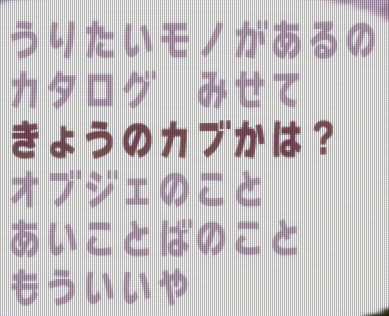 うりたいモノがあるの
カタログ　みせて
きょうのカブかは？
オブジェのこと
あいことばのこと
もういいや